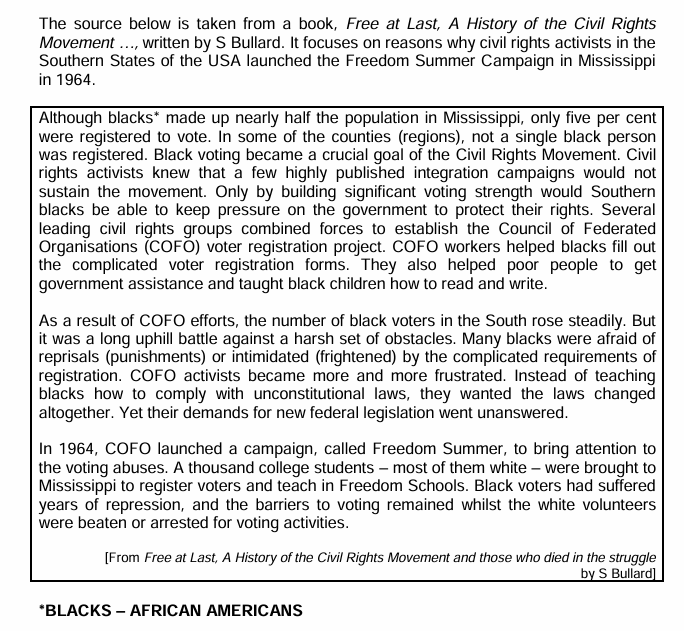 The source below is taken from a book, Free at Last, A History of the Civil Rights
Movement …, written by S Bullard. It focuses on reasons why civil rights activists in the
Southern States of the USA launched the Freedom Summer Campaign in Mississippi
in 1964.
Although blacks* made up nearly half the population in Mississippi, only five per cent
were registered to vote. In some of the counties (regions), not a single black person
was registered. Black voting became a crucial goal of the Civil Rights Movement. Civil
rights activists knew that a few highly published integration campaigns would not
sustain the movement. Only by building significant voting strength would Southern
blacks be able to keep pressure on the government to protect their rights. Several
leading civil rights groups combined forces to establish the Council of Federated
Organisations (COFO) voter registration project. COFO workers helped blacks fill out
the complicated voter registration forms. They also helped poor people to get
government assistance and taught black children how to read and write.
As a result of COFO efforts, the number of black voters in the South rose steadily. But
it was a long uphill battle against a harsh set of obstacles. Many blacks were afraid of
reprisals (punishments) or intimidated (frightened) by the complicated requirements of
registration. COFO activists became more and more frustrated. Instead of teaching
blacks how to comply with unconstitutional laws, they wanted the laws changed
altogether. Yet their demands for new federal legislation went unanswered.
In 1964, COFO launched a campaign, called Freedom Summer, to bring attention to
the voting abuses. A thousand college students – most of them white – were brought to
Mississippi to register voters and teach in Freedom Schools. Black voters had suffered
years of repression, and the barriers to voting remained whilst the white volunteers
were beaten or arrested for voting activities.
[From Free at Last, A History of the Civil Rights Movement and those who died in the struggle
by S Bullard]
*BLACKS – AFRICAN AMERICANS